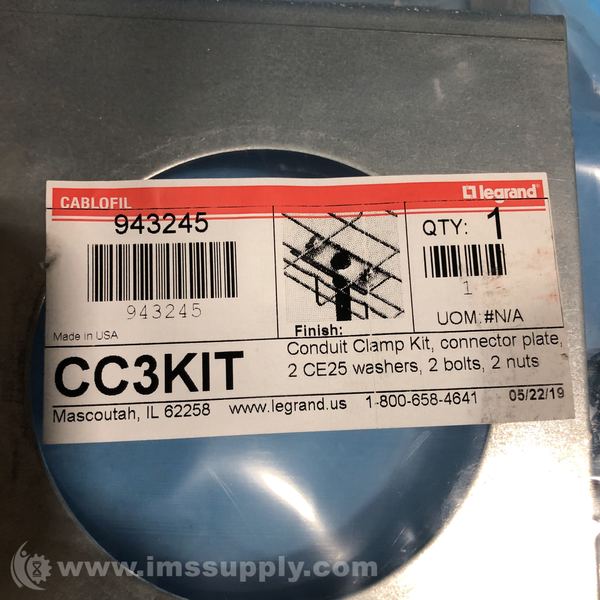 CABLOFIL
legrand
943245
943245
Made in USA
QTY: 1
1
UOM: #N/A
Finish:
CC3KIT
Conduit Clamp Kit, connector plate,
2 CE25 washers, 2 bolts, 2 nuts
Mascoutah, IL 62258 www.legrand.us 1-800-658-4641 05/22/19
www.imssupply.com